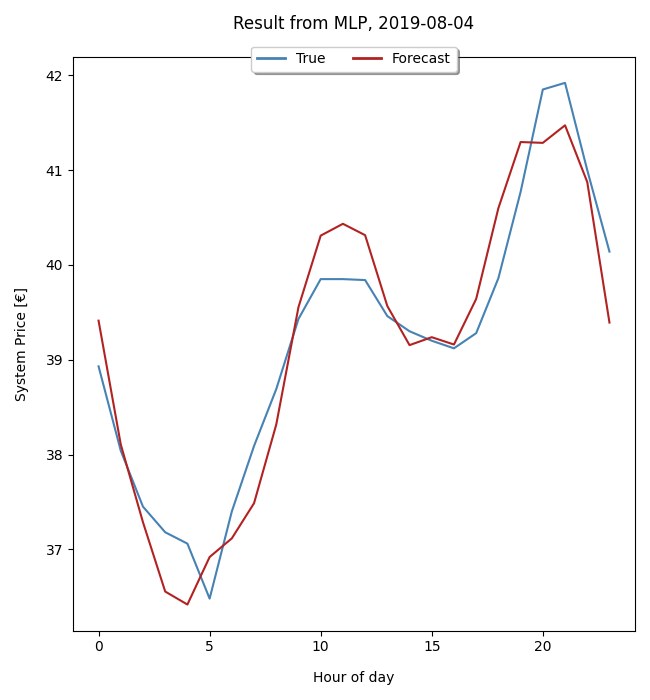 Result from MLP, 2019-08-04
True
Forecast
42
41
40
39
38
37
System Price [€]
0
5
10
15
20
Hour of day